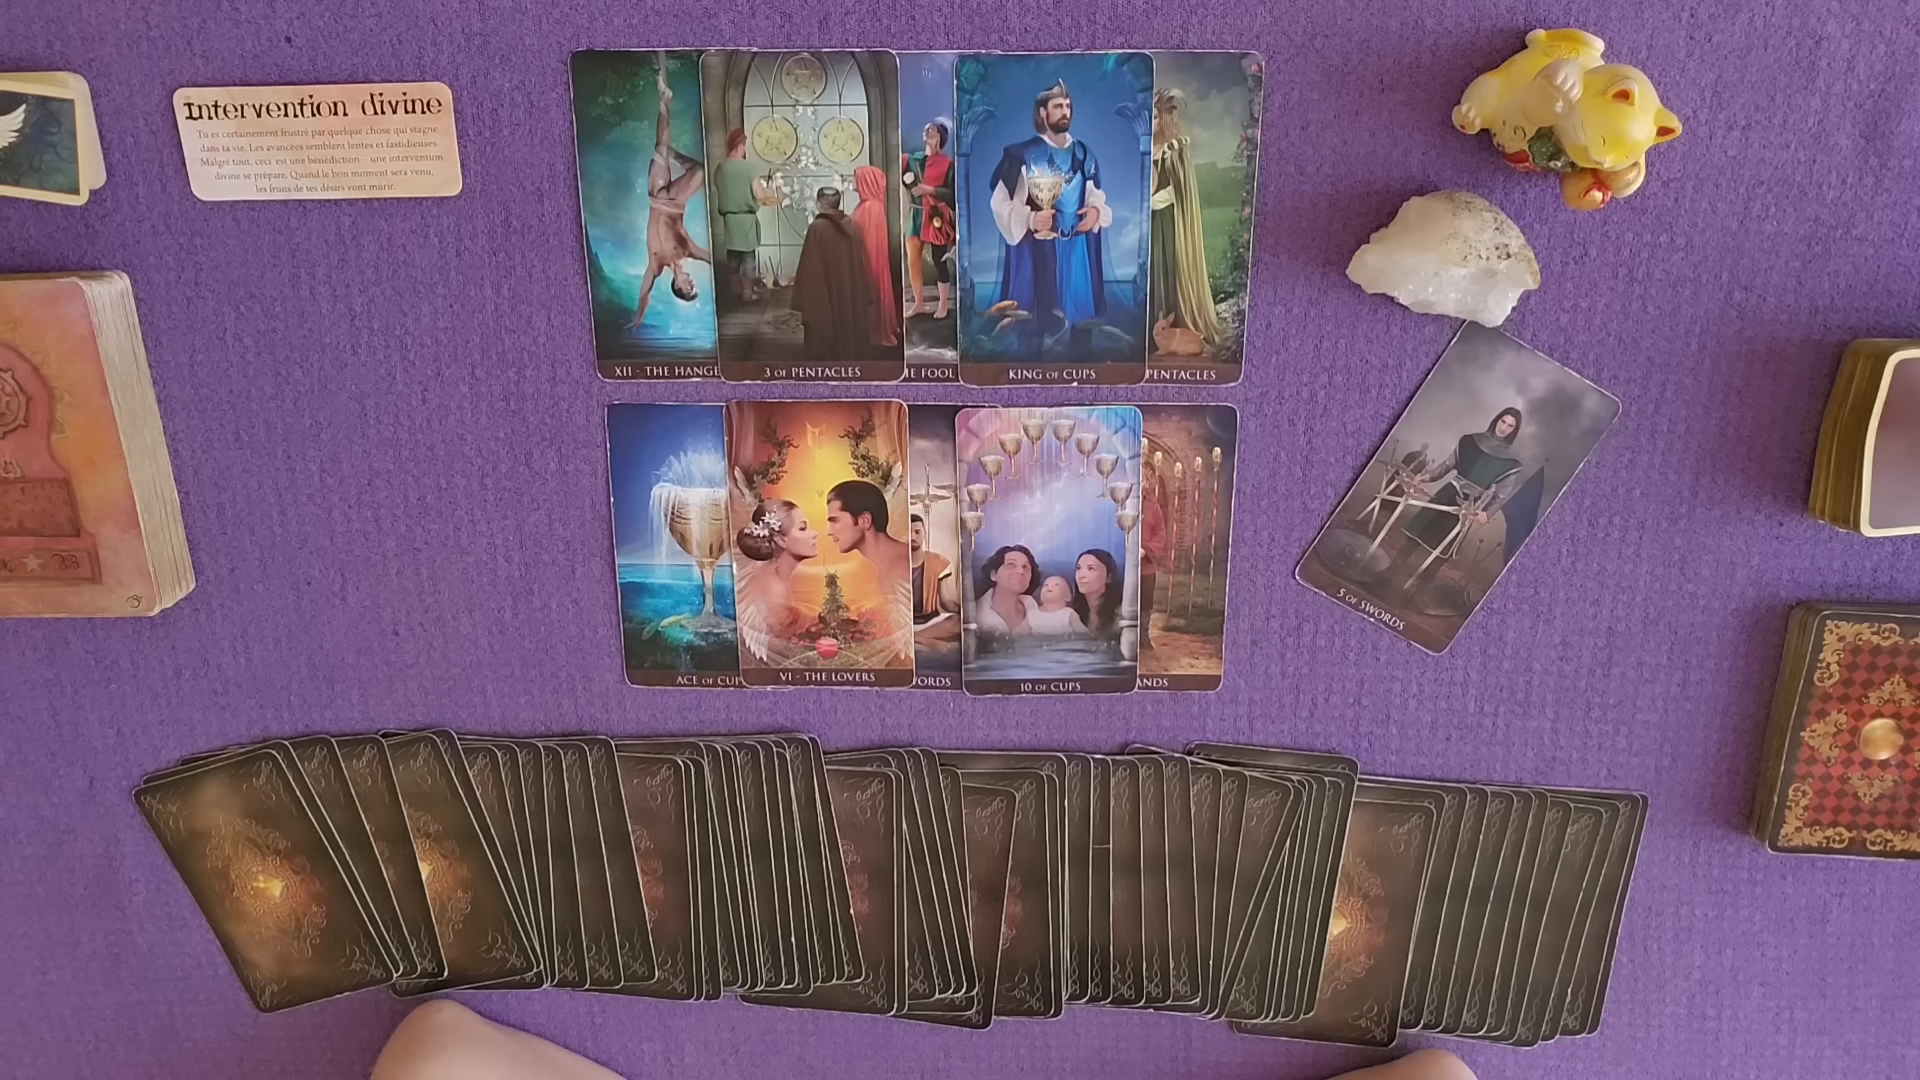 intervention divine
Tu es certainement frustré par quelque chose qui stagne
dans ta vie. Les avancées semblent lentes et fastidieuses.
Malgré tout, ceci est une bénédiction – une intervention
divine se prépare. Quand le bon moment sera venu,
les fruits de tes désirs vont mûrir.
XII - THE HANGE
3 OF PENTACLES
HE FOOL
KING OF CUPS
PENTACLES
ACE OF CUP
VI - THE LOVERS
WORDS
10 OF CUPS
ANDS
5 OF SWORDS